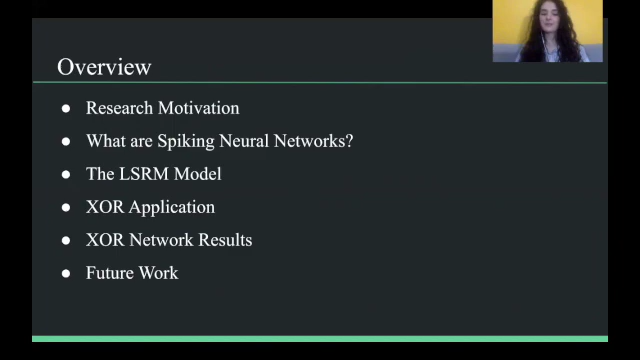 Overview
● Research Motivation
● What are Spiking Neural Networks?
● The LSRM Model
● XOR Application
● XOR Network Results
● Future Work